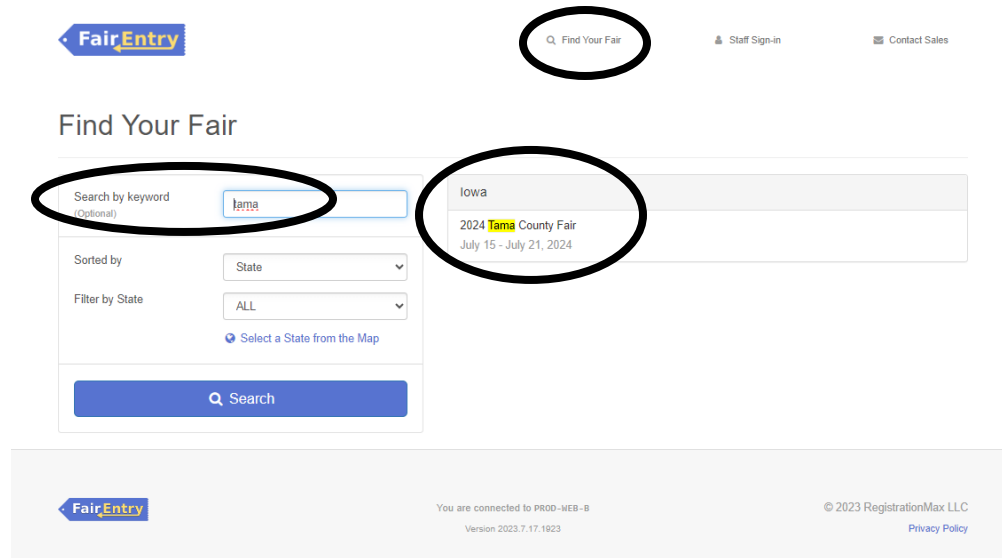 FairEntry
Find Your Fair
Staff Sign-in
Contact Sales
Find Your Fair
Search by keyword
(Optional)
tama
Sorted by
State
Filter by State
ALL
Select a State from the Map
Search
Iowa
2024 Tama County Fair
July 15 - July 21, 2024
FairEntry
You are connected to PROD-WEB-B
Version 2023.7.17.1923
© 2023 RegistrationMax LLC
Privacy Policy